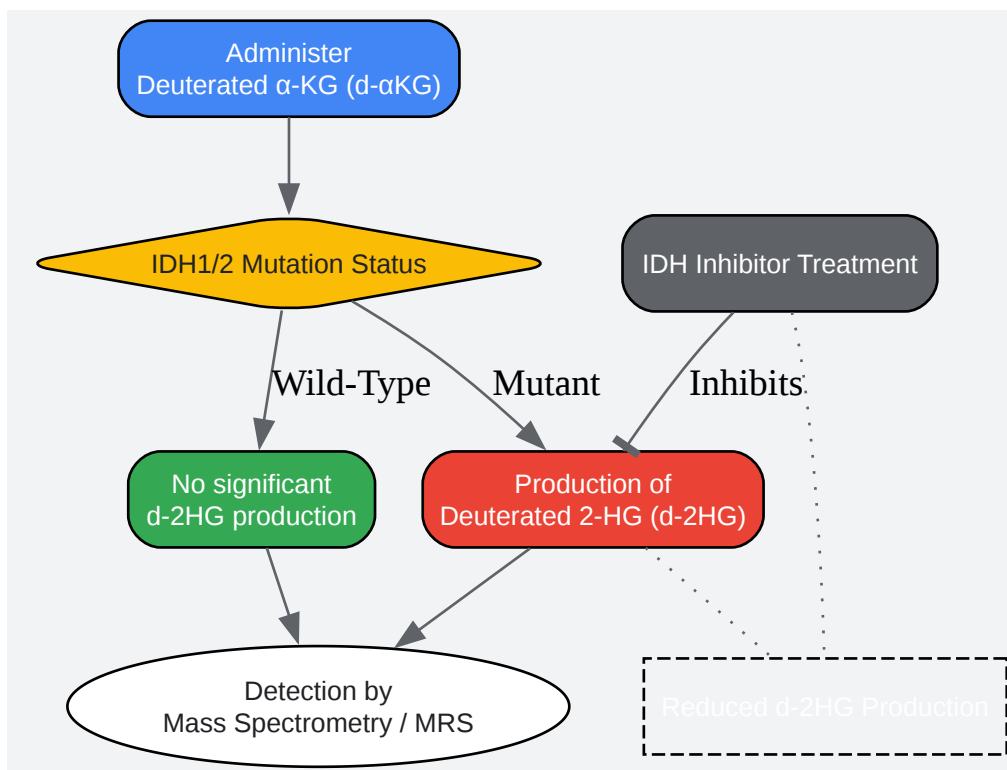 Administer
Deuterated α-KG (d-αKG)
IDH1/2 Mutation Status
IDH Inhibitor Treatment
Wild-Type
Mutant
Inhibits
No significant
d-2HG production
Production of
Deuterated 2-HG (d-2HG)
Detection by
Mass Spectrometry / MRS
Reduced d-2HG Production